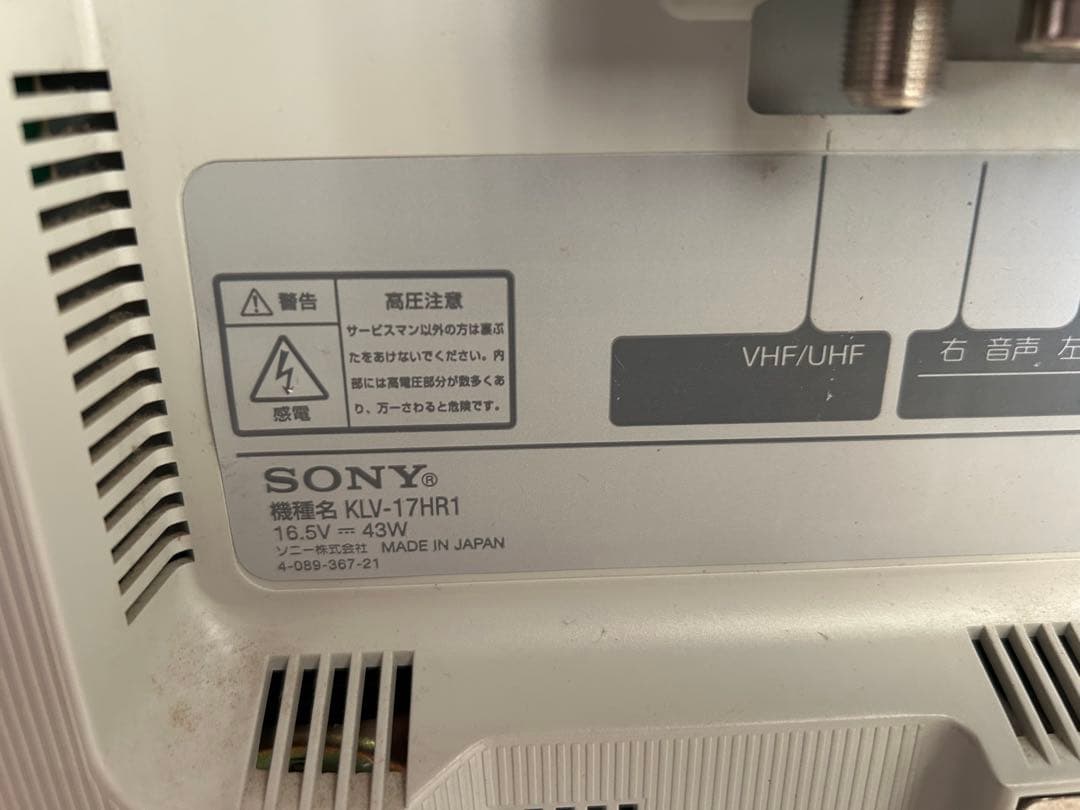 警告
感電
高圧注意
サービスマン以外の方は裏ぶ
たをあけないでください。内
部には高電圧部分が数多くあ
り、万一さわると危険です。
VHF/UHF
右 音声 左
SONY®
機種名 KLV-17HR1
16.5V ⎓ 43W
ソニー株式会社 MADE IN JAPAN
4-089-367-21